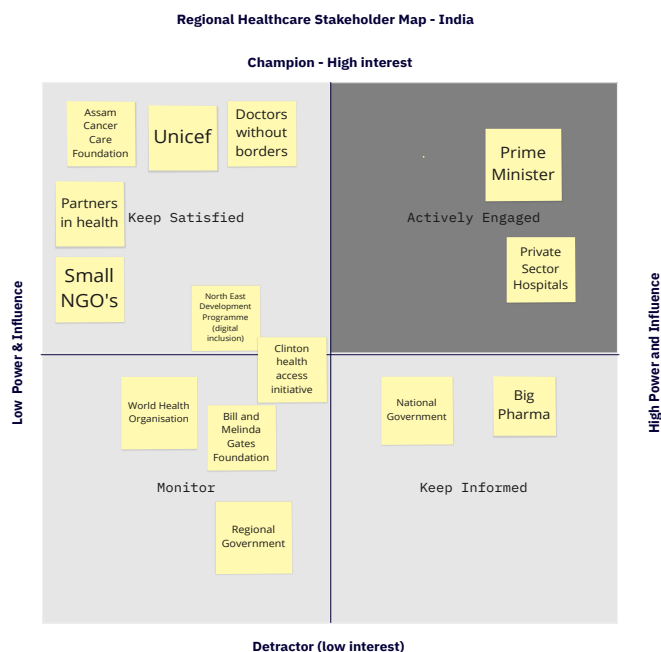 Regional Healthcare Stakeholder Map - India
Champion - High interest
Assam
Cancer
Care
Foundation
Unicef
Doctors
without
borders
Prime
Minister
Partners
in health
Keep Satisfied
Actively Engaged
Private
Sector
Hospitals
Small
NGO's
North East
Development
Programme
(digital
inclusion)
Low  Power & Influence
High Power and Influence
Clinton
health
access
initiative
World Health
Organisation
Bill and
Melinda
Gates
Foundation
National
Government
Big
Pharma
Monitor
Keep Informed
Regional
Government
Detractor (low interest)